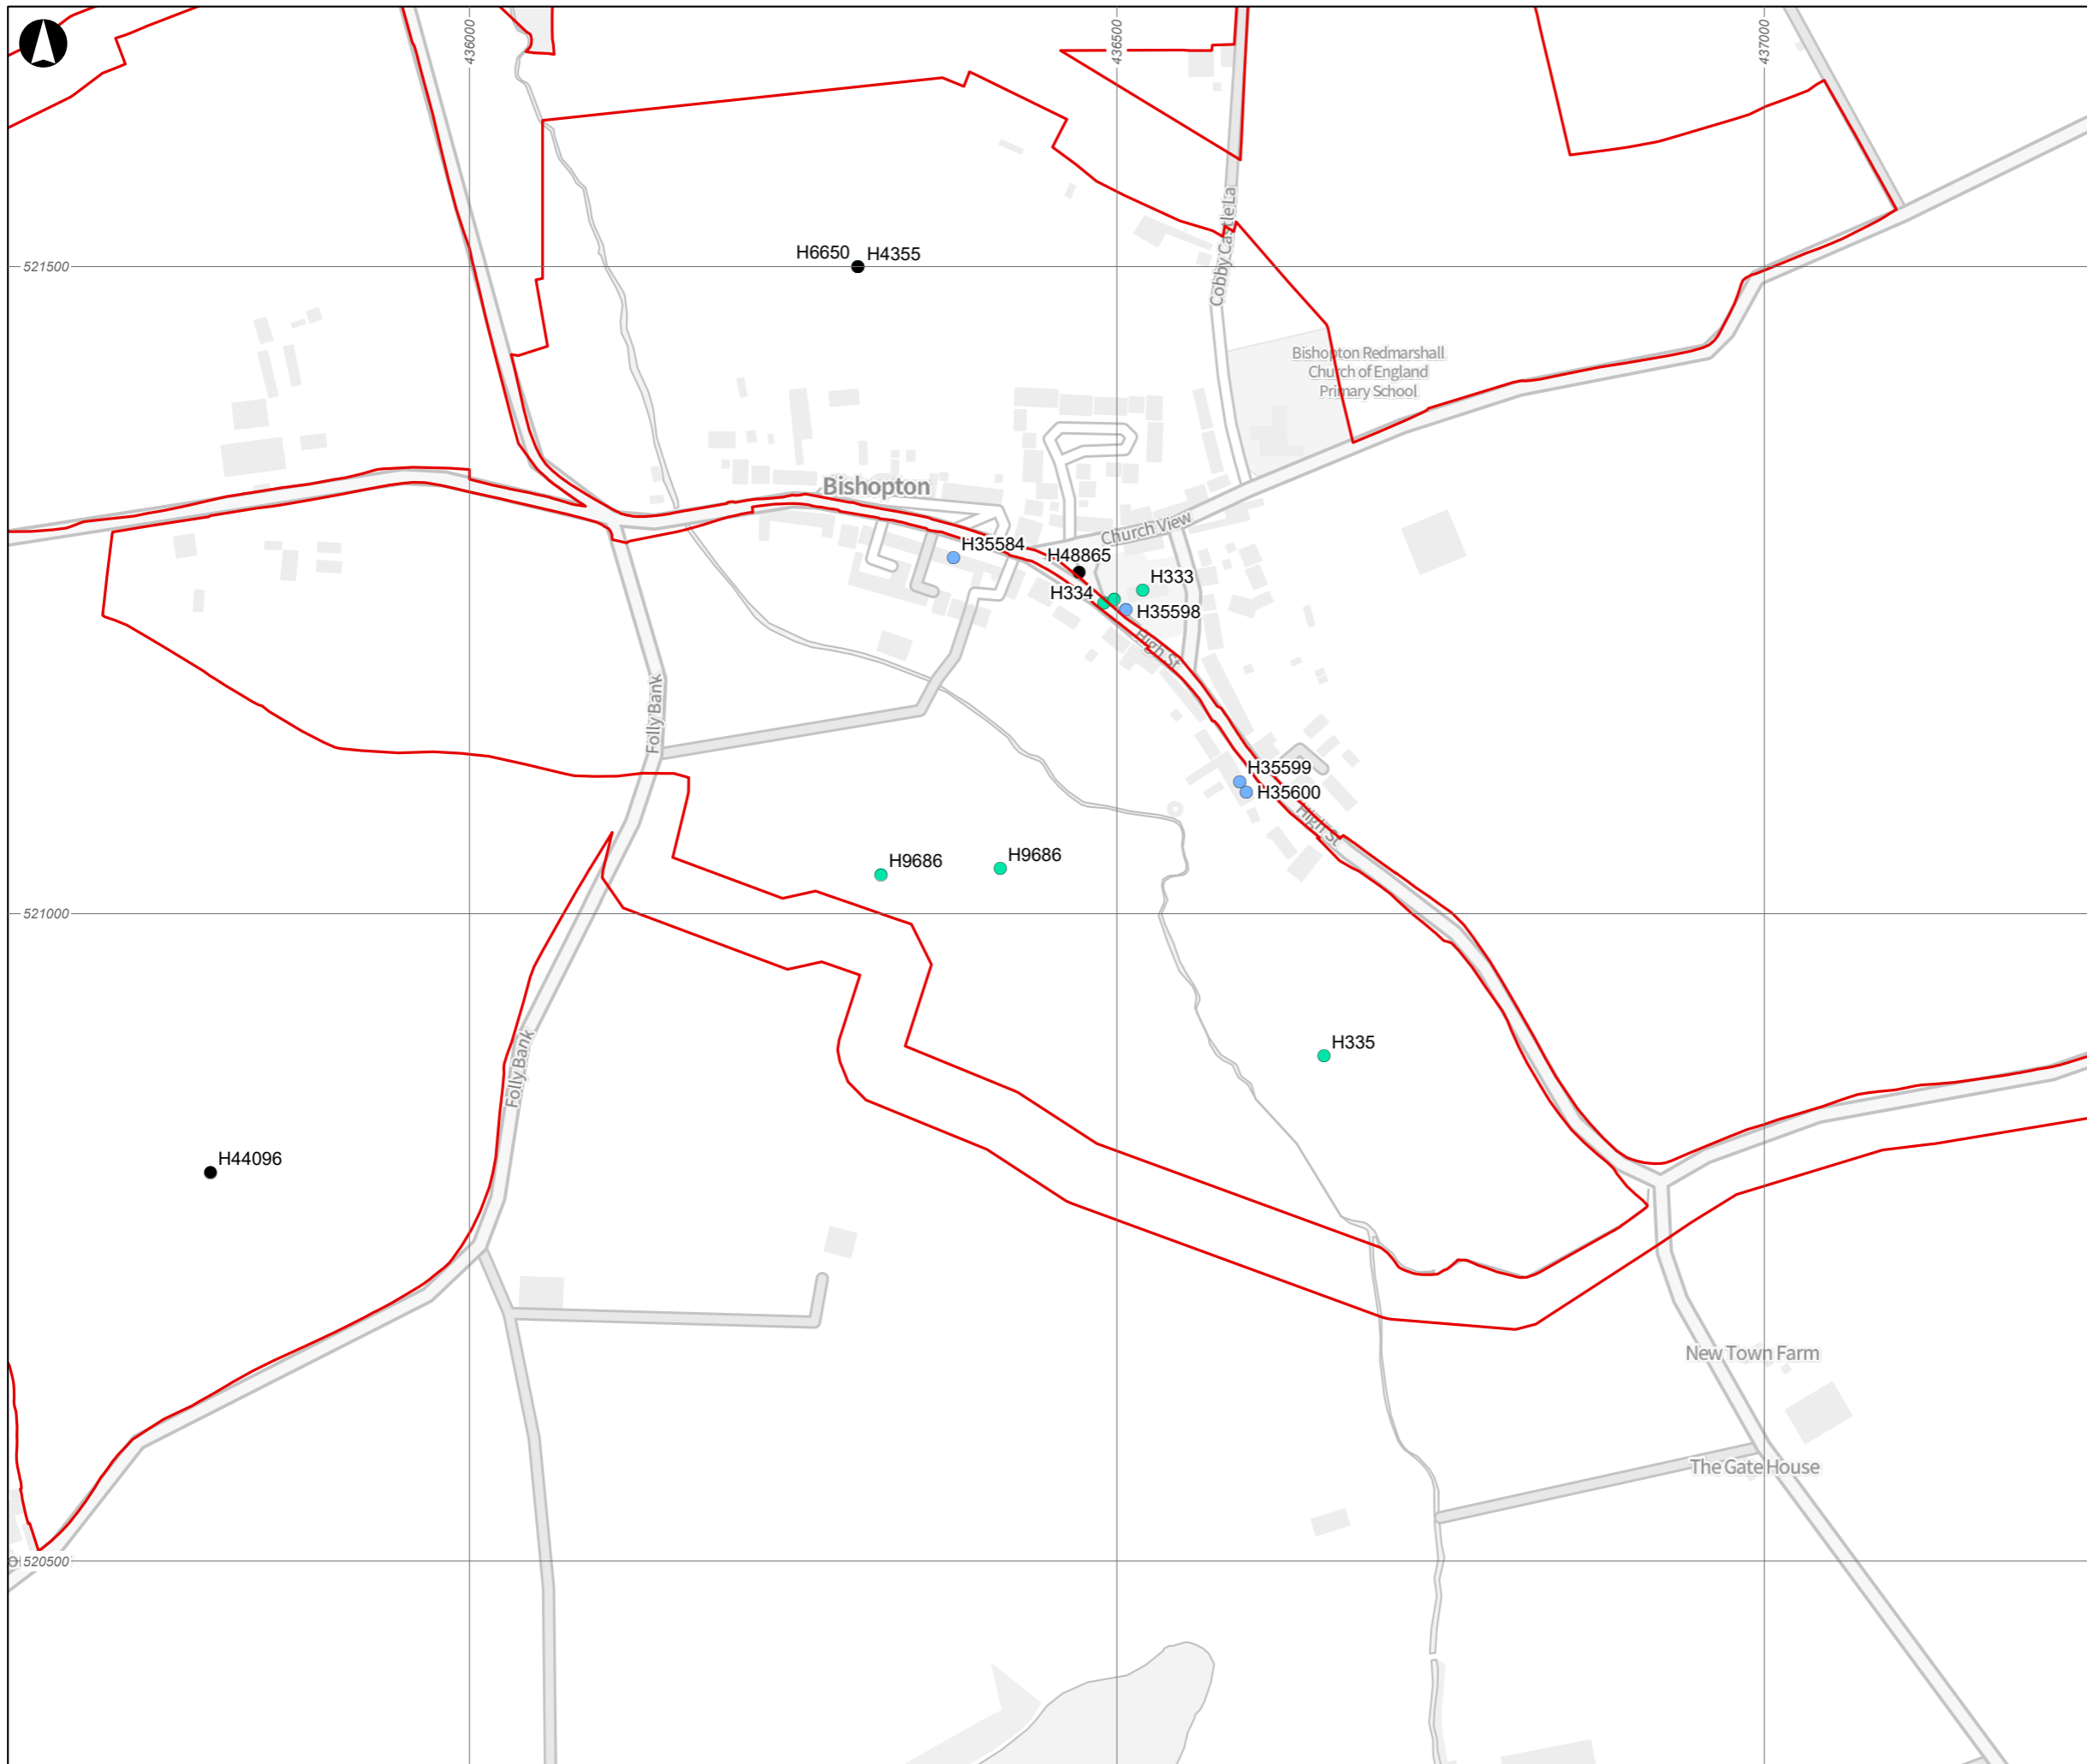 436000
436500
437000
Cobby Castle La
H6650
H4355
521500
Bishopton Redmarshall
Church of England
Primary School
Bishopton
Church View
H35584
H48865
H333
H334
H35598
High St
Folly Bank
H35599
H35600
High St
H9686
H9686
521000
H335
Folly Bank
H44096
New Town Farm
The Gate House
520500